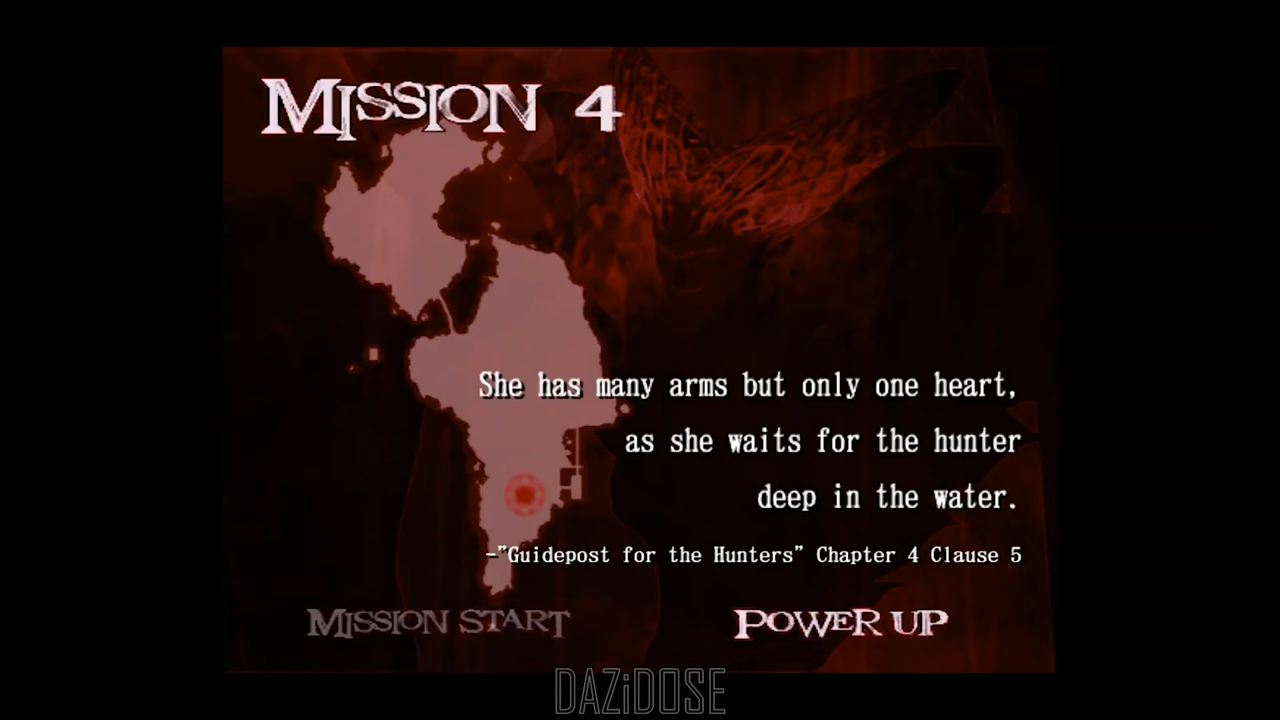 MISSION 4
She has many arms but only one heart,
as she waits for the hunter
deep in the water.
-"Guidepost for the Hunters" Chapter 4 Clause 5
MISSION START
POWER UP
DAZiDOSE